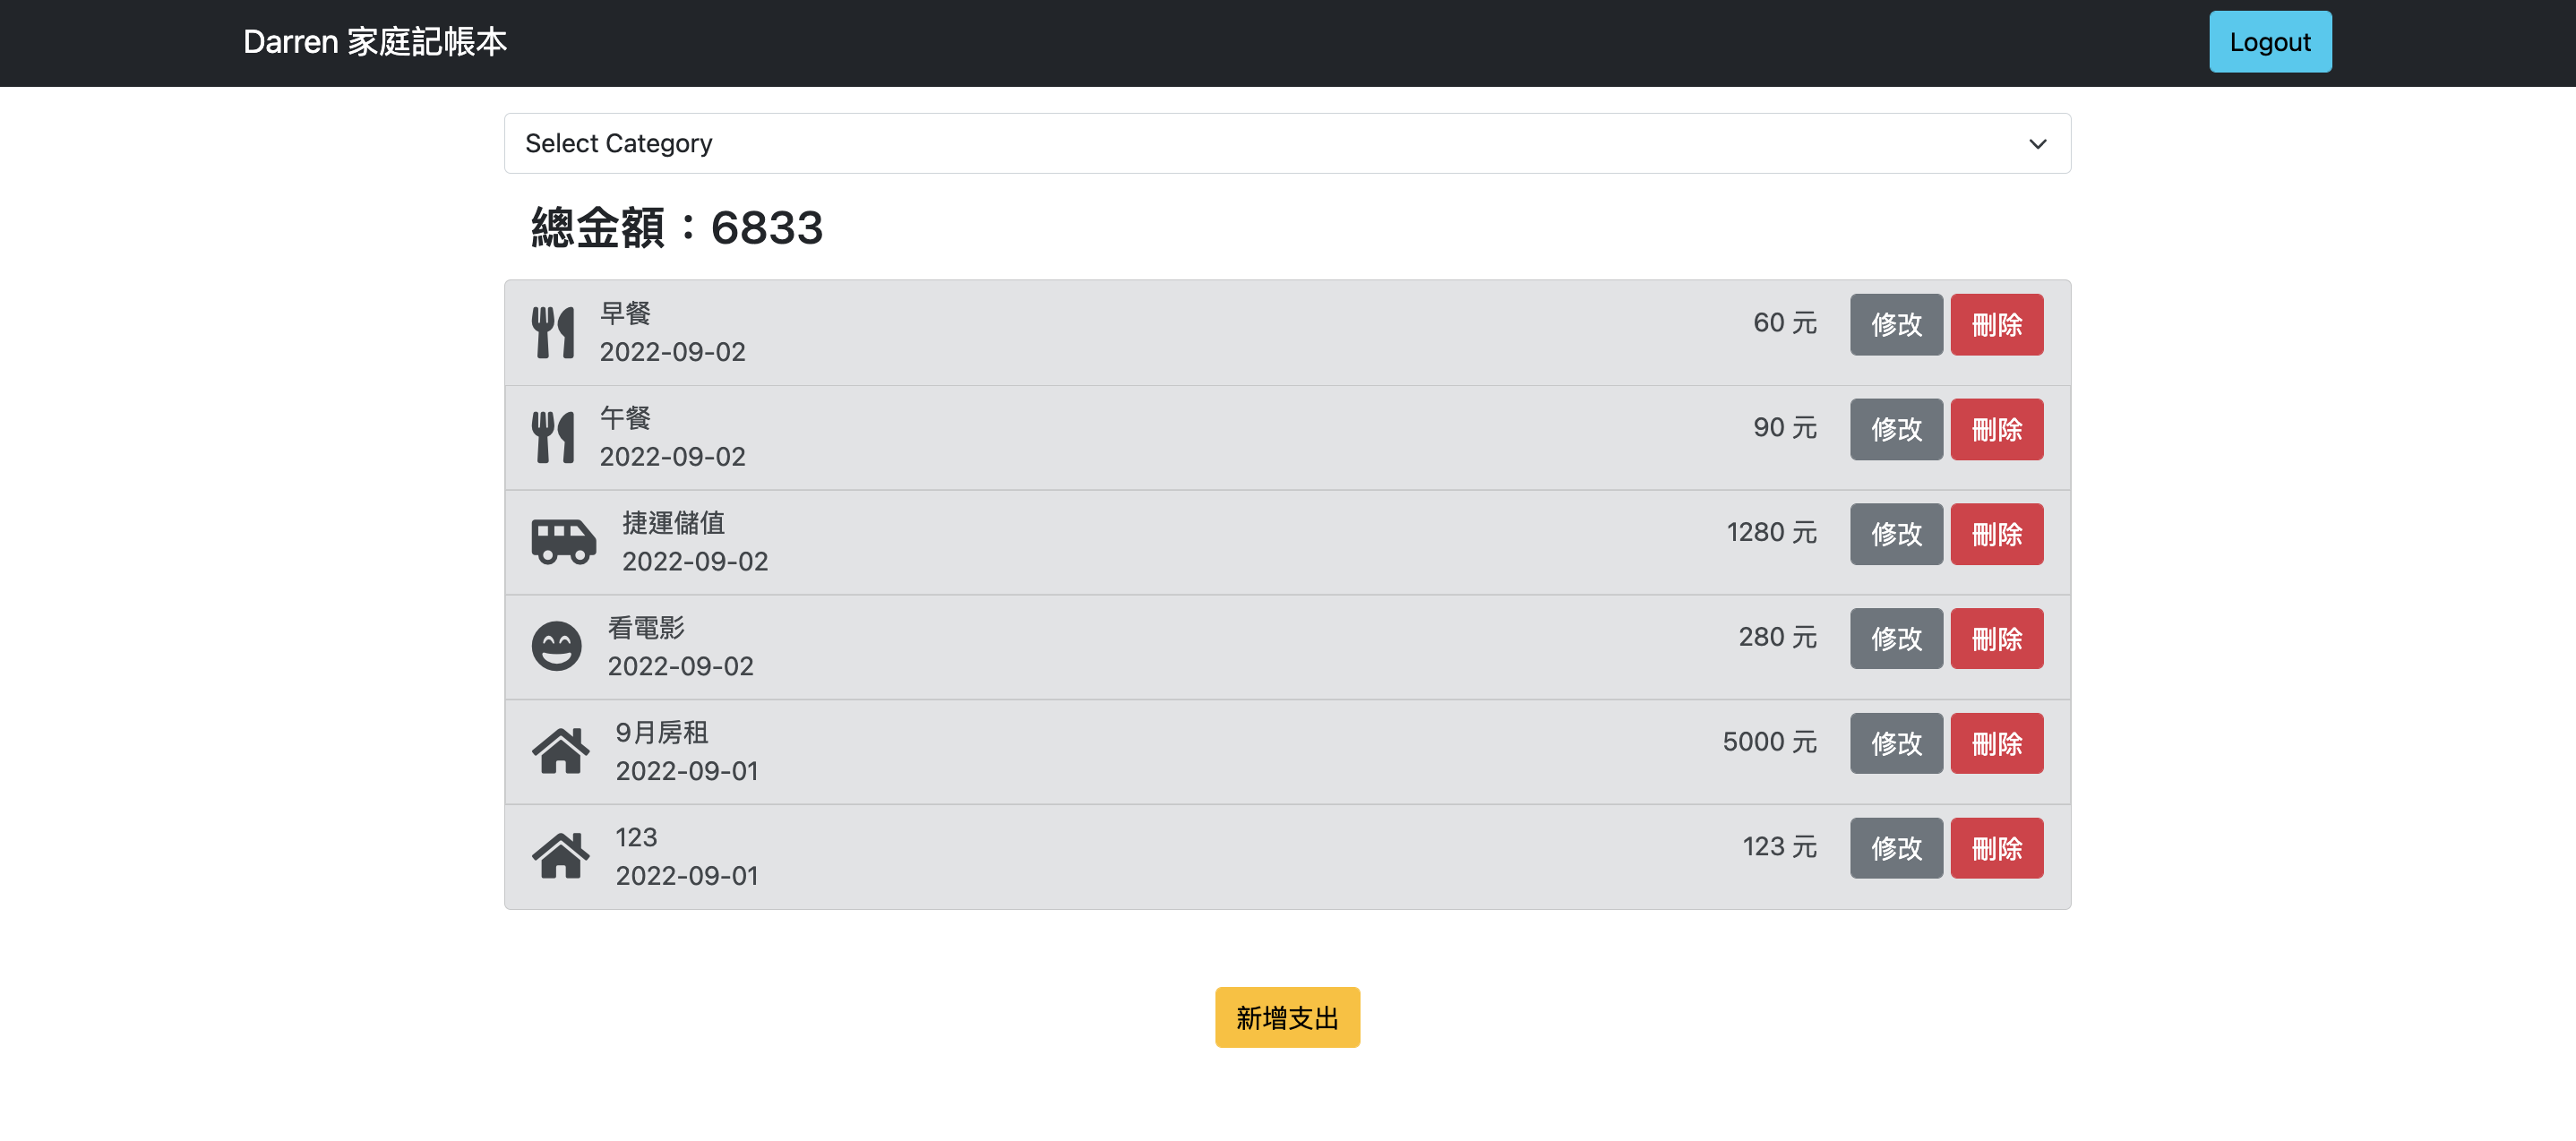 Darren 家庭記帳本
Logout
Select Category
總金額：6833
早餐
2022-09-02
60 元
修改
刪除
午餐
2022-09-02
90 元
修改
刪除
捷運儲值
2022-09-02
1280 元
修改
刪除
看電影
2022-09-02
280 元
修改
刪除
9月房租
2022-09-01
5000 元
修改
刪除
123
2022-09-01
123 元
修改
刪除
新增支出